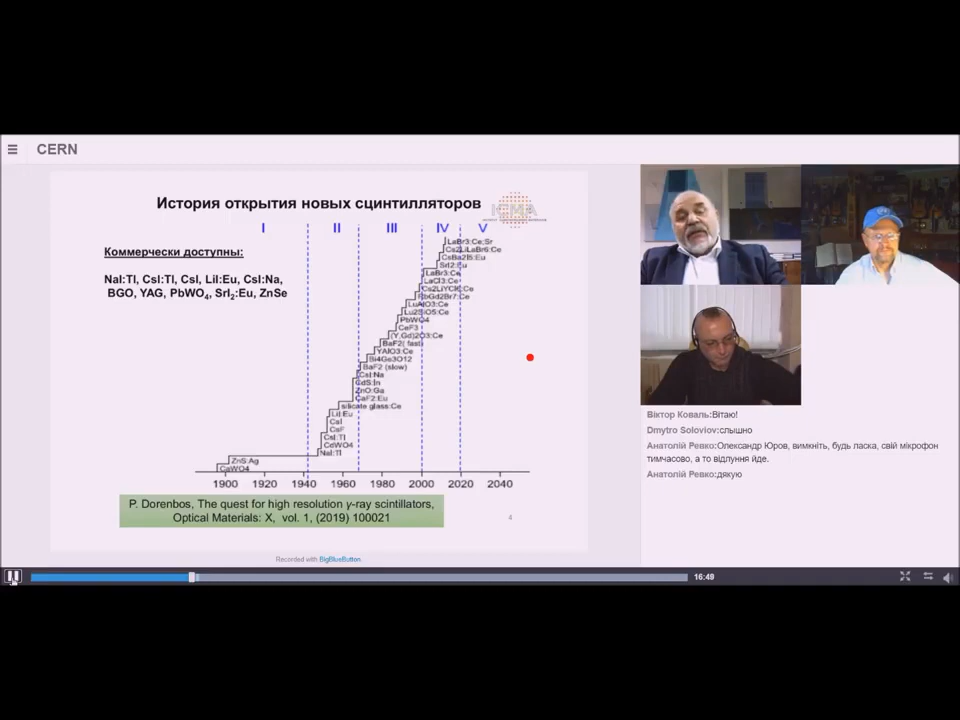 CERN
История открытия новых сцинтилляторов
ICMA
I II III IV V
Коммерчески доступны:
NaI:Tl, CsI:Tl, CsI, LiI:Eu, CsI:Na,
BGO, YAG, PbWO4, SrI2:Eu, ZnSe
LaBr3:Ce:Sr
Cs2LiLaBr6:Ce
CsBa2I5:Eu
SrI2:Eu
LaBr3:Ce
LaCl3:Ce
Cs2LiYCl6:Ce
RbGd2Br7:Ce
LuAlO3:Ce
Lu2SiO5:Ce
PbWO4
CeF3
(Y,Gd)2O3:Ce
BaF2( fast)
YAlO3:Ce
Bi4Ge3O12
BaF2 (slow)
CsI:Na
CdS:In
ZnO:Ga
CaF2:Eu
silicate glass:Ce
LiI:Eu
CsI
CsF
CsI:Tl
CdWO4
NaI:Tl
ZnS:Ag
CaWO4
1900 1920 1940 1960 1980 2000 2020 2040
P. Dorenbos, The quest for high resolution γ-ray scintillators,
Optical Materials: X, vol. 1, (2019) 100021
4
Recorded with BigBlueButton
Віктор Коваль:Вітаю!
Dmytro Soloviov:слышно
Анатолій Ревко:Олександр Юров, вимкніть, будь ласка, свій мікрофон
тимчасово, а то відлуння йде.
Анатолій Ревко:дякую
16:49